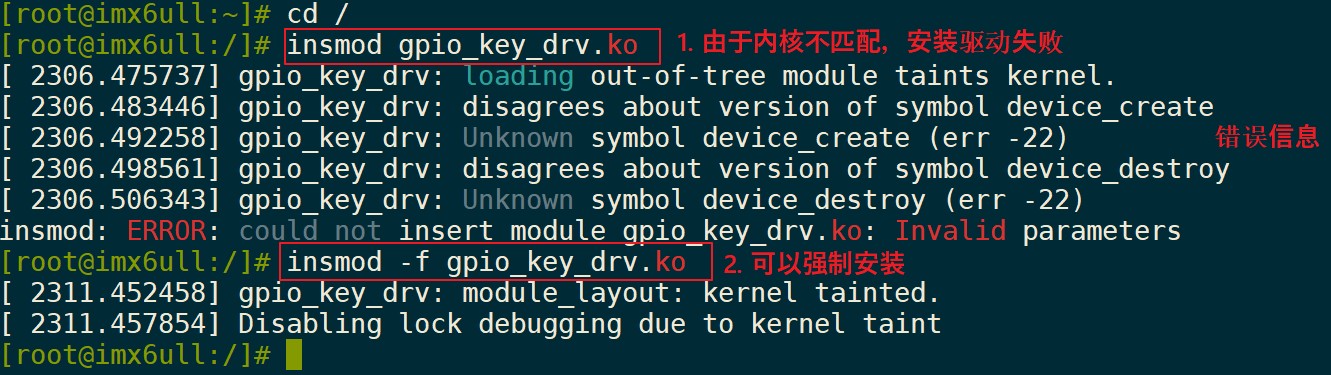 [root@imx6ull:~]# cd /
[root@imx6ull:/]# insmod gpio_key_drv.ko 1. 由于内核不匹配，安装驱动失败
[ 2306.475737] gpio_key_drv: loading out-of-tree module taints kernel.
[ 2306.483446] gpio_key_drv: disagrees about version of symbol device_create
[ 2306.492258] gpio_key_drv: Unknown symbol device_create (err -22) 错误信息
[ 2306.498561] gpio_key_drv: disagrees about version of symbol device_destroy
[ 2306.506343] gpio_key_drv: Unknown symbol device_destroy (err -22)
insmod: ERROR: could not insert module gpio_key_drv.ko: Invalid parameters
[root@imx6ull:/]# insmod -f gpio_key_drv.ko 2. 可以强制安装
[ 2311.452458] gpio_key_drv: module_layout: kernel tainted.
[ 2311.457854] Disabling lock debugging due to kernel taint
[root@imx6ull:/]#